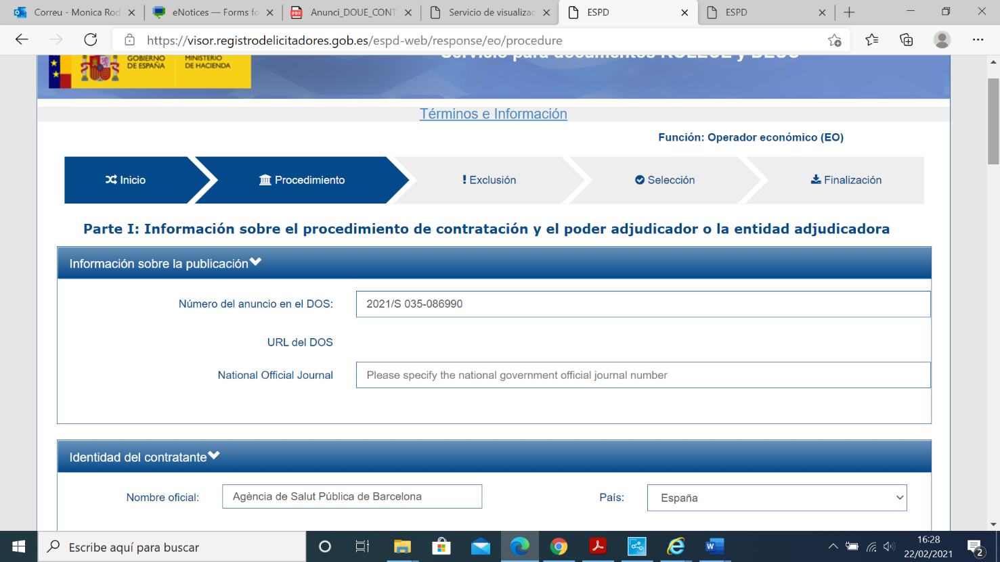 Correu - Monica Rod
eNotices — Forms fo
Anunci_DOUE_CONT
Servicio de visualizac
ESPD
ESPD
https://visor.registrodelicitadores.gob.es/espd-web/response/eo/procedure
GOBIERNO DE ESPAÑA
MINISTERIO DE HACIENDA
Servicio para documentos ROLECE y DEUC
Términos e Información
Función: Operador económico (EO)
Inicio
Procedimiento
Exclusión
Selección
Finalización
Parte I: Información sobre el procedimiento de contratación y el poder adjudicador o la entidad adjudicadora
Información sobre la publicación
Número del anuncio en el DOS:
2021/S 035-086990
URL del DOS
National Official Journal
Please specify the national government official journal number
Identidad del contratante
Nombre oficial:
Agència de Salut Pública de Barcelona
País:
España
Escribe aquí para buscar
16:28
22/02/2021
2